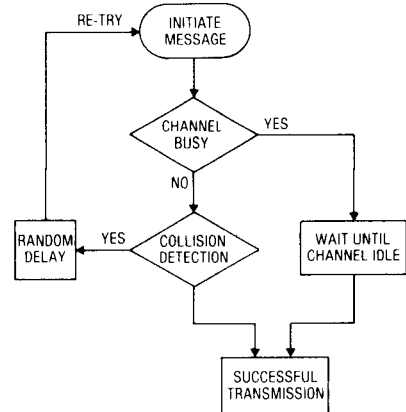 RE-TRY
INITIATE
MESSAGE
CHANNEL
BUSY
YES
NO
RANDOM
DELAY
YES
COLLISION
DETECTION
WAIT UNTIL
CHANNEL IDLE
SUCCESSFUL
TRANSMISSION